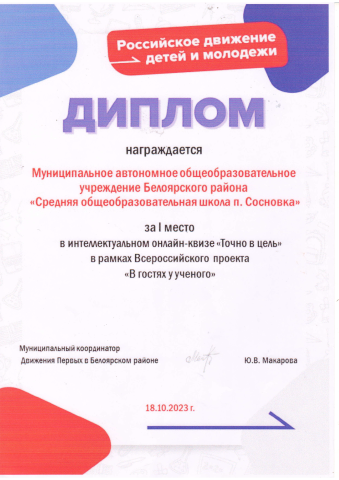 Российское движение
детей и молодежи
ДИПЛОМ
награждается
Муниципальное автономное общеобразовательное
учреждение Белоярского района
«Средняя общеобразовательная школа п. Сосновка»
за I место
в интеллектуальном онлайн-квизе «Точно в цель»
в рамках Всероссийского проекта
«В гостях у ученого»
Муниципальный координатор
Движения Первых в Белоярском районе
Ю.В. Макарова
18.10.2023 г.